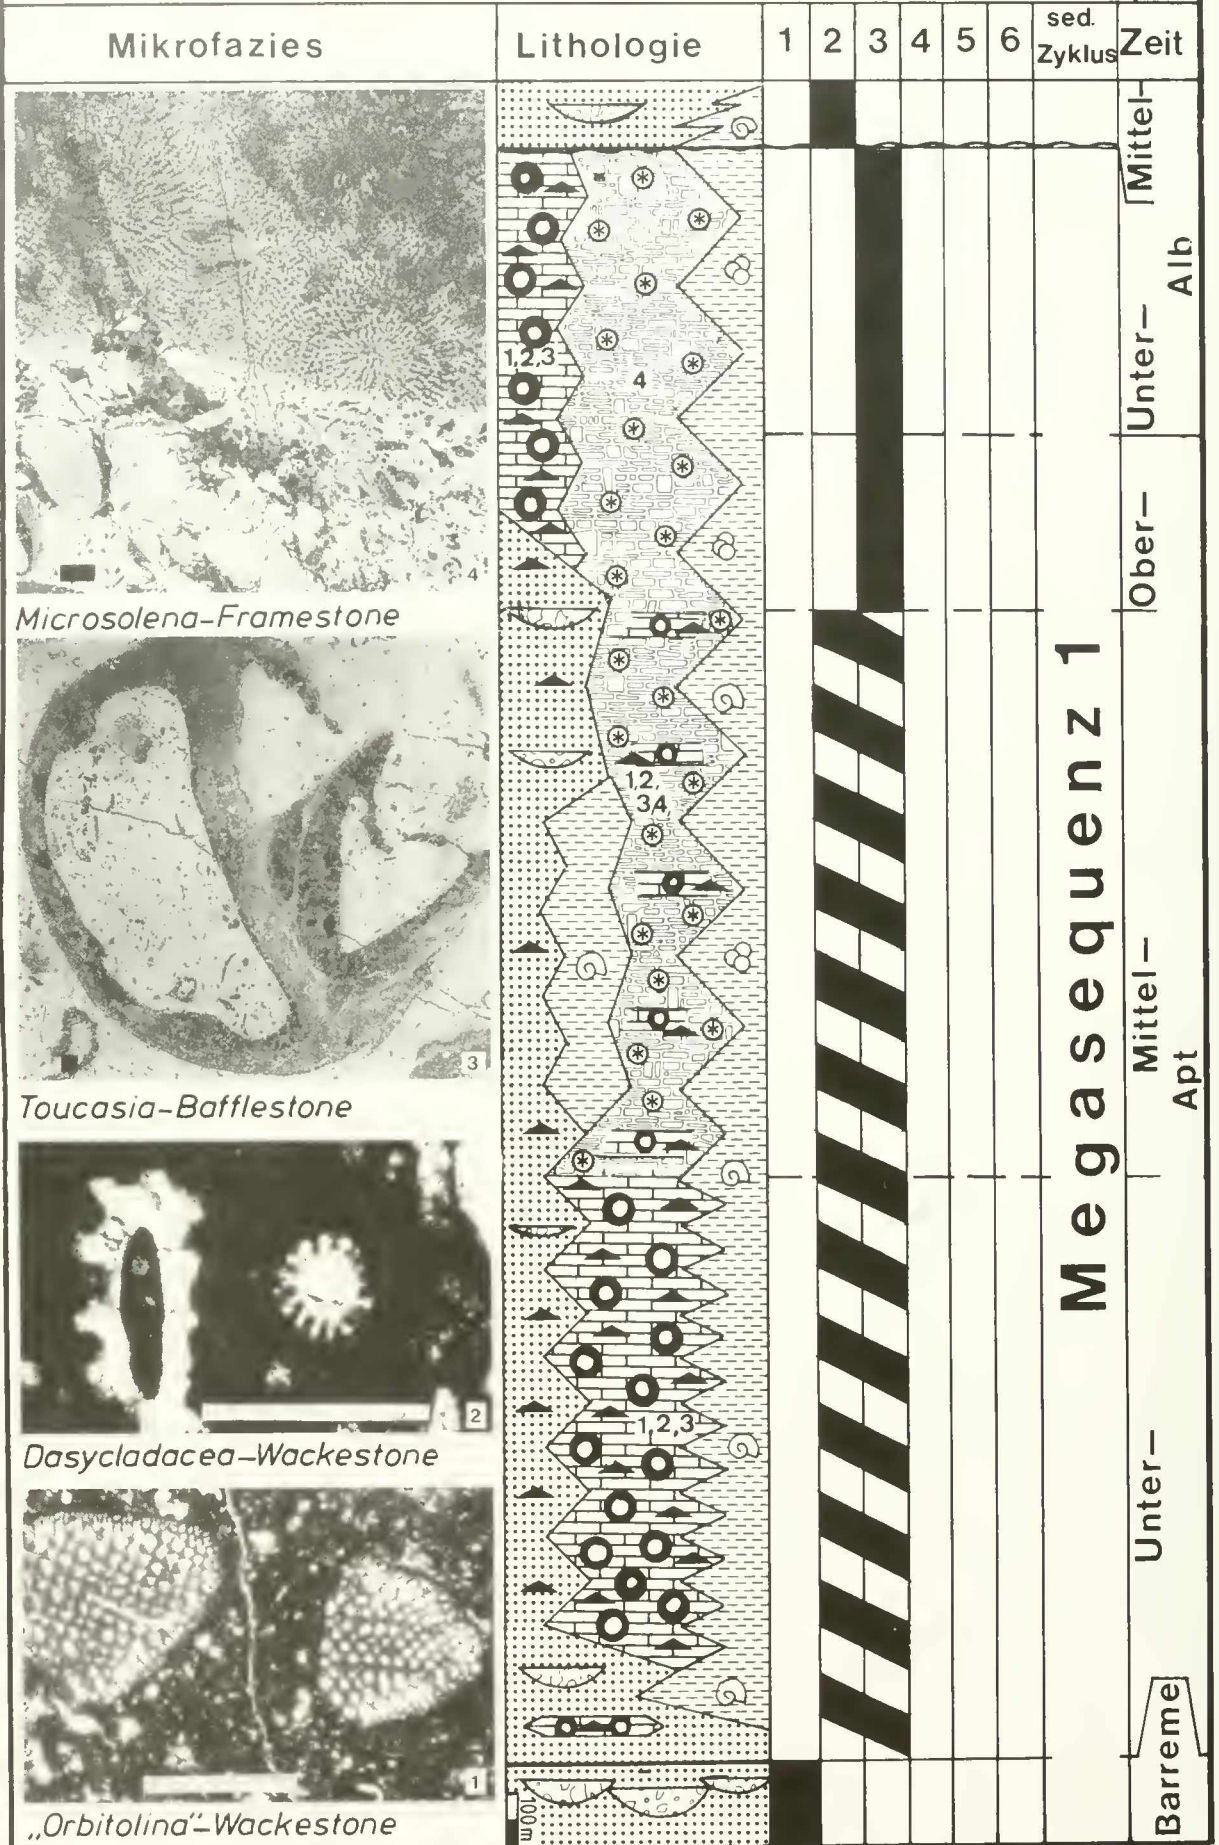 Mikrofazies Lithologie 1 2 3 4 5 6 sed. Zyklus Zeit
4
Microsolena-Framestone
3
Toucasia-Bafflestone
2
Dasycladacea-Wackestone
1
„Orbitolina"-Wackestone
1,2,3
4
1,2,
3,4
1,2,3
100m
Megasequenz 1
Mittel-
Unter-
Alb
Ober-
Mittel-
Apt
Unter-
Barreme